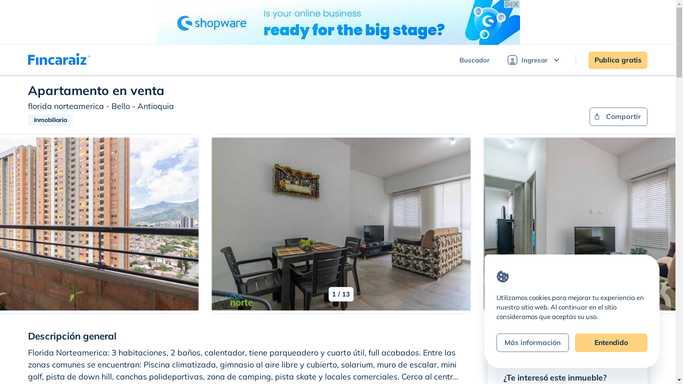 shopware
Is your online business
ready for the big stage?
Fincaraiz
Buscador
Ingresar
Publica gratis
Apartamento en venta
florida norteamerica - Bello - Antioquia
Inmobiliaria
Compartir
norte
1 / 13
Utilizamos cookies para mejorar tu experiencia en
nuestro sitio web. Al continuar en el sitio
consideramos que aceptas su uso.
Más información
Entendido
Descripción general
Florida Norteamerica: 3 habitaciones, 2 baños, calentador, tiene parqueadero y cuarto útil, full acabados. Entre las
zonas comunes se encuentran: Piscina climatizada, gimnasio al aire libre y cubierto, solarium, muro de escalar, mini
golf, pista de down hill, canchas polideportivas, zona de camping, pista skate y locales comerciales. Cerca al centr...
¿Te interesó este inmueble?